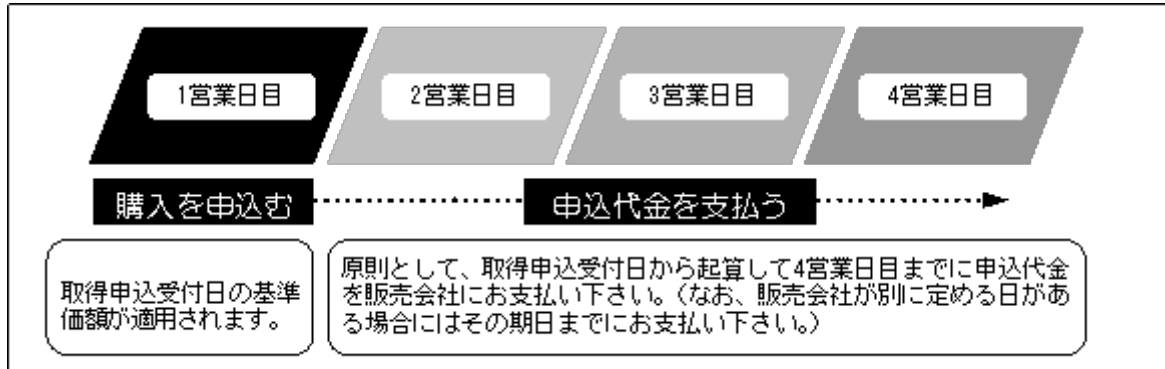 1営業日目
2営業日目
3営業日目
4営業日目
購入を申込む
申込代金を支払う
取得申込受付日の基準
価額が適用されます。
原則として、取得申込受付日から起算して4営業日目までに申込代金
を販売会社にお支払い下さい。(なお、販売会社が別に定める日があ
る場合にはその期日までにお支払い下さい。)